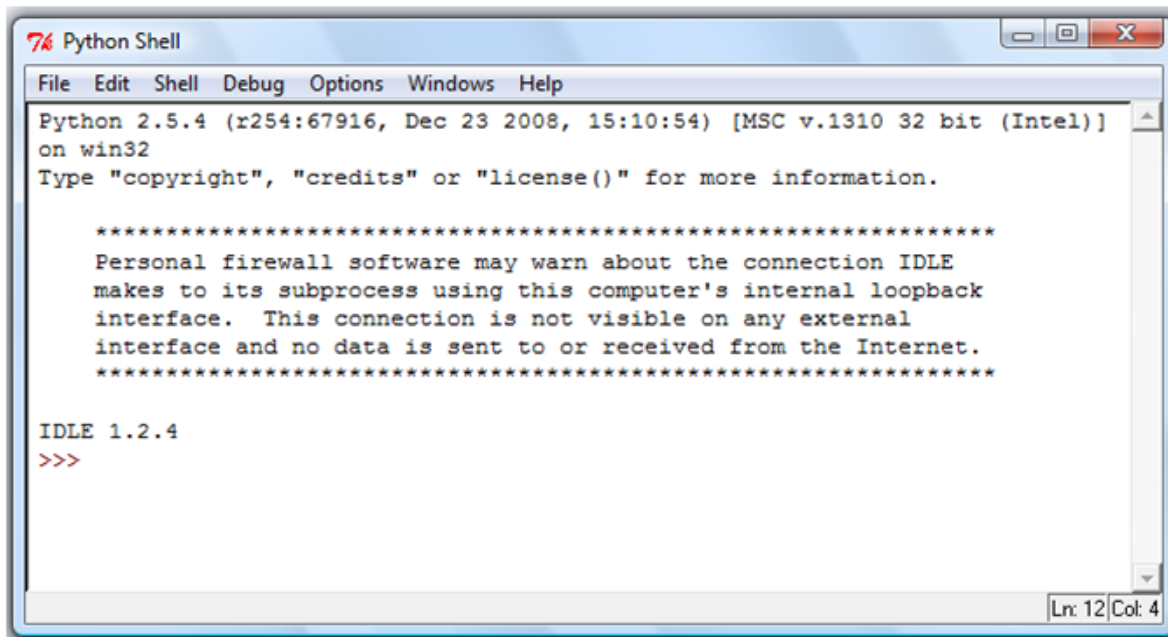 Python Shell
File Edit Shell Debug Options Windows Help
Python 2.5.4 (r254:67916, Dec 23 2008, 15:10:54) [MSC v.1310 32 bit (Intel)]
on win32
Type "copyright", "credits" or "license()" for more information.
****************************************************************
Personal firewall software may warn about the connection IDLE
makes to its subprocess using this computer's internal loopback
interface.  This connection is not visible on any external
interface and no data is sent to or received from the Internet.
****************************************************************
IDLE 1.2.4
>>>
Ln: 12 Col: 4